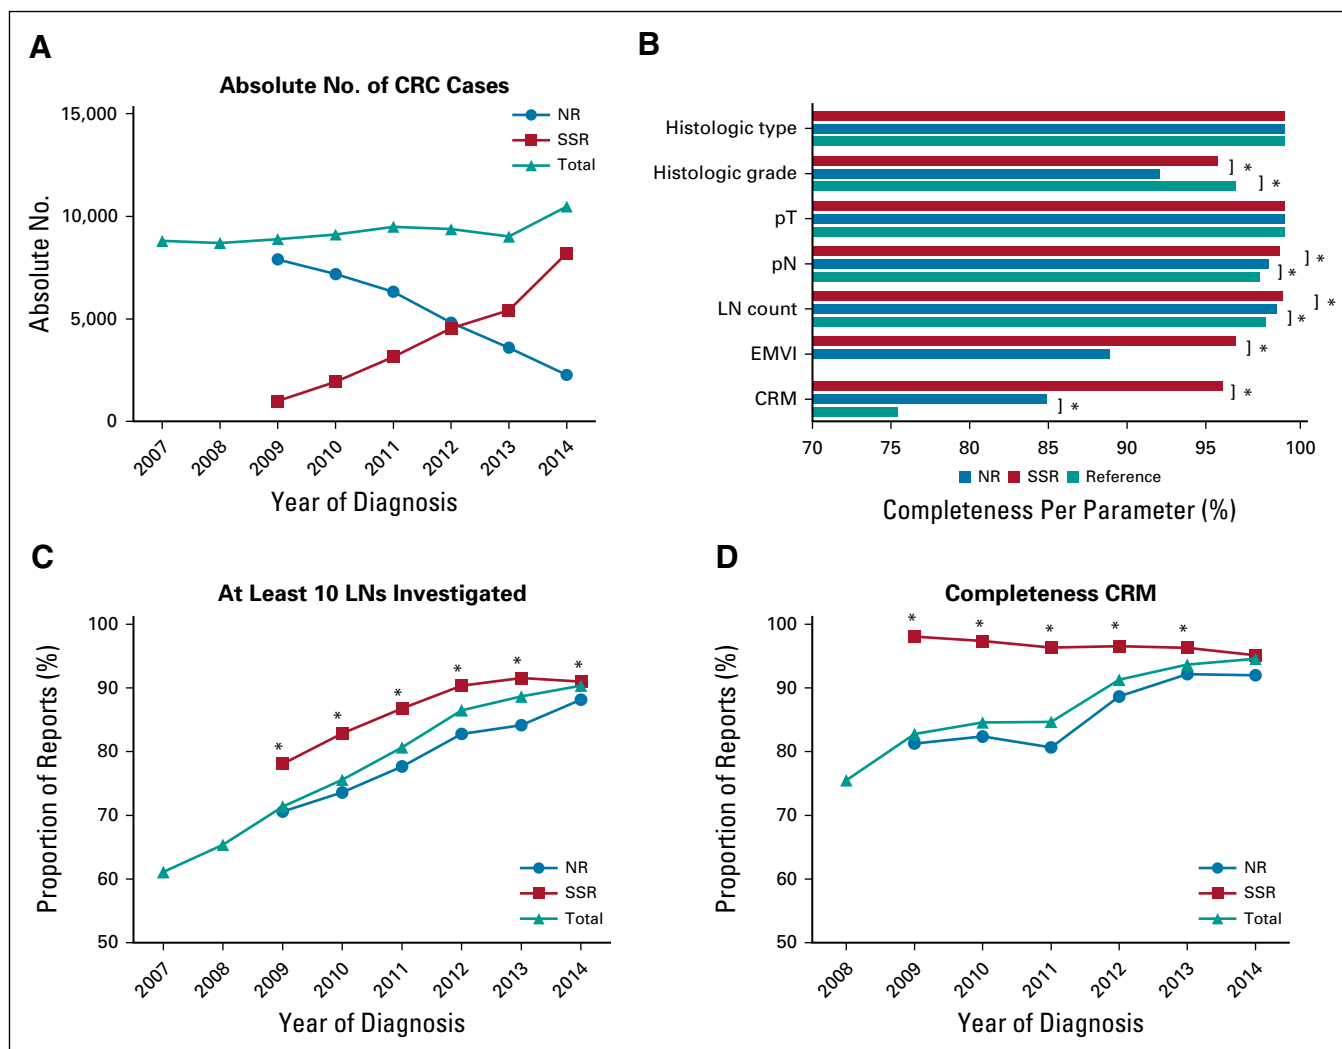 A
Absolute No. of CRC Cases
NR
SSR
Total
15,000
10,000
5,000
0
Absolute No.
2007
2008
2009
2010
2011
2012
2013
2014
Year of Diagnosis
B
Histologic type
Histologic grade
] *
] *
pT
pN
] *
] *
LN count
] *
] *
EMVI
] *
CRM
] *
] *
70
75
80
85
90
95
100
NR
SSR
Reference
Completeness Per Parameter (%)
C
At Least 10 LNs Investigated
100
90
80
70
60
50
Proportion of Reports (%)
* * * * * *
NR
SSR
Total
2007
2008
2009
2010
2011
2012
2013
2014
Year of Diagnosis
D
Completeness CRM
100
90
80
70
60
50
Proportion of Reports (%)
* * * * *
NR
SSR
Total
2008
2009
2010
2011
2012
2013
2014
Year of Diagnosis